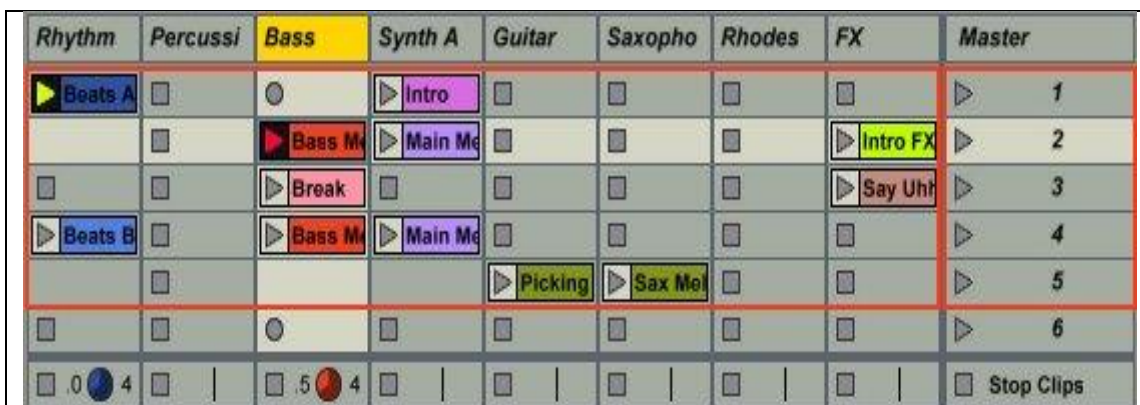 Rhythm Percussi Bass Synth A Guitar Saxopho Rhodes FX Master
Beats A Intro 1
Bass Me Main Me Intro FX 2
Break Say Uhh 3
Beats B Bass Me Main Me 4
Picking Sax Mel 5
6
.0 4 .5 4 Stop Clips